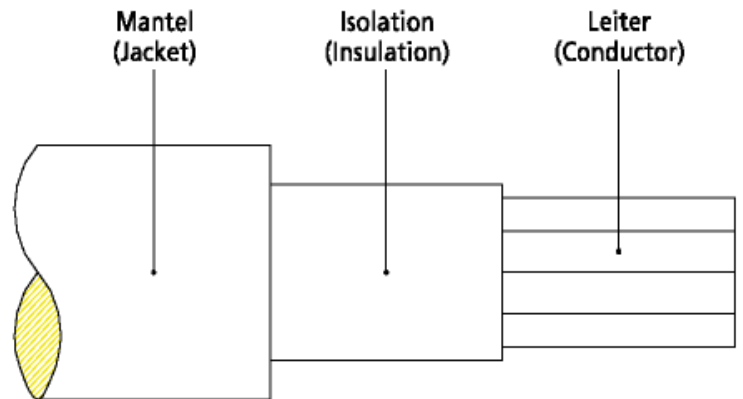 Mantel
(Jacket)
Isolation
(Insulation)
Leiter
(Conductor)